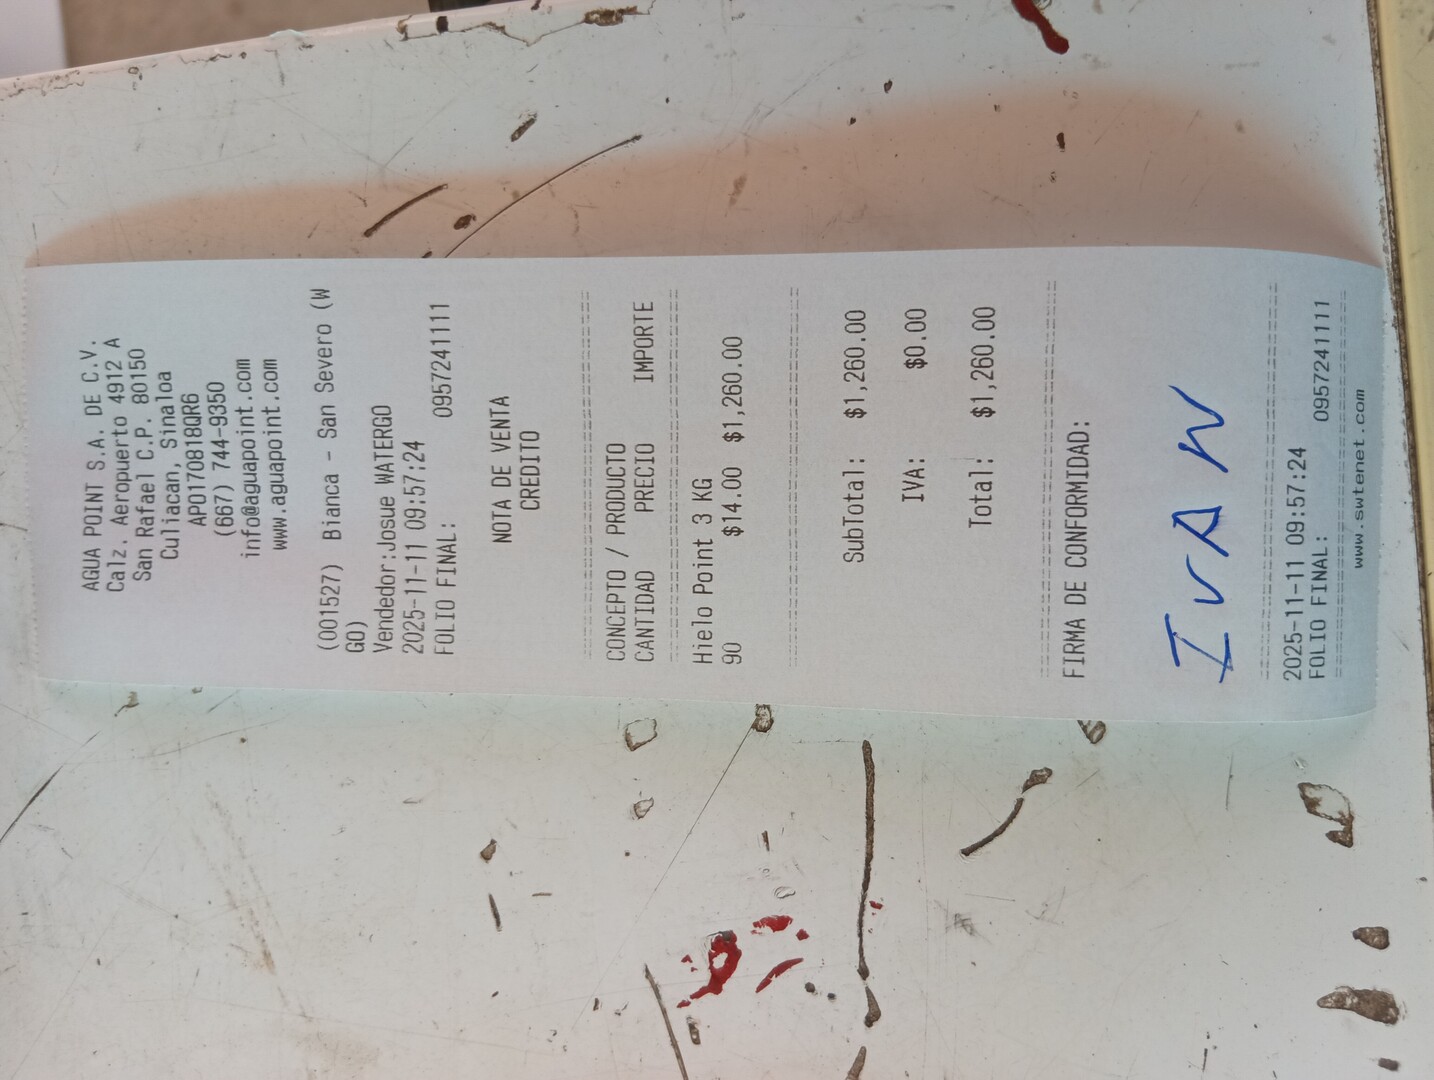 AGUA POINT S.A. DE C.V.
Calz. Aeropuerto 4912 A
San Rafael C.P. 80150
Culiacan, Sinaloa
APO170818QR6
(667) 744-9350
info@aguapoint.com
www.aguapoint.com
(001527) Bianca - San Severo (W
GO)
Vendedor:Josue WATERGO
2025-11-11 09:57:24
FOLIO FINAL: 0957241111
NOTA DE VENTA
CREDITO
CONCEPTO / PRODUCTO
CANTIDAD PRECIO IMPORTE
Hielo Point 3 KG
90 $14.00 $1,260.00
SubTotal: $1,260.00
IVA: $0.00
Total: $1,260.00
FIRMA DE CONFORMIDAD:
IVAN
2025-11-11 09:57:24
FOLIO FINAL: 0957241111
www.swtenet.com